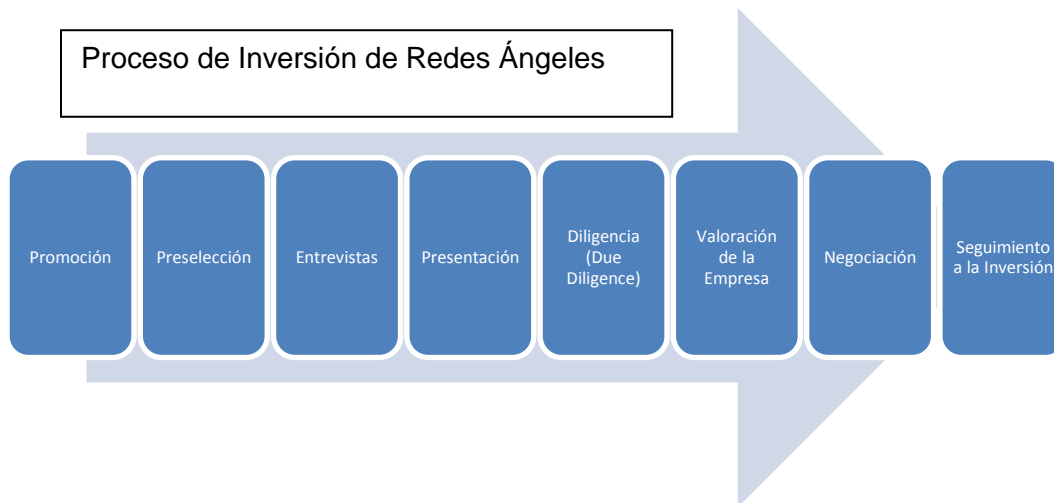 Proceso de Inversión de Redes Ángeles
Promoción
Preselección
Entrevistas
Presentación
Diligencia
(Due
Diligence)
Valoración
de la
Empresa
Negociación
Seguimiento
a la Inversión